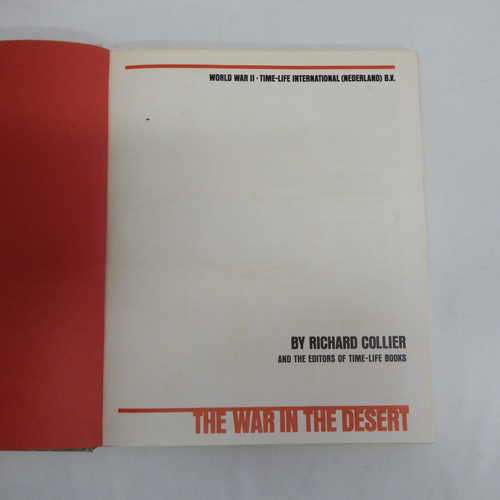 WORLD WAR II · TIME-LIFE INTERNATIONAL (NEDERLAND) B.V.
BY RICHARD COLLIER
AND THE EDITORS OF TIME-LIFE BOOKS
THE WAR IN THE DESERT